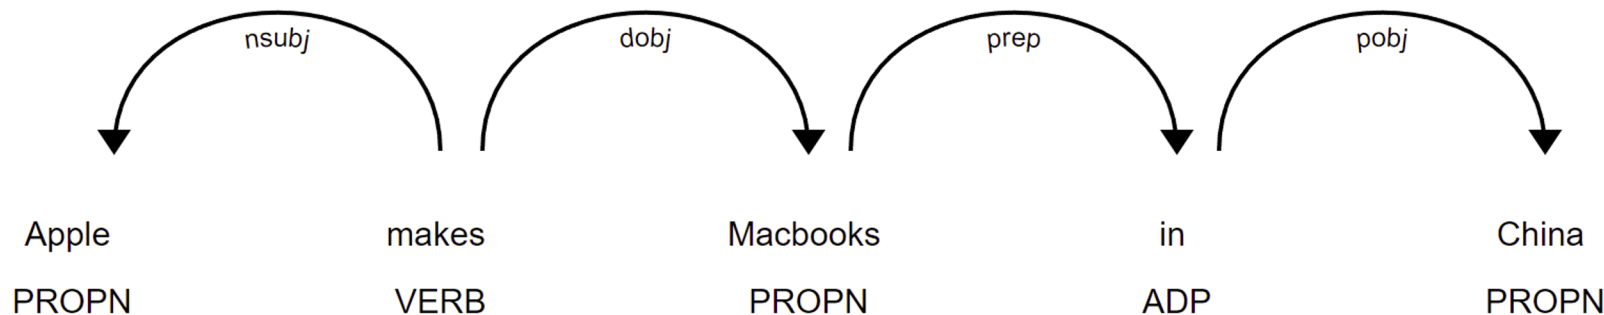 nsubj dobj prep pobj
Apple makes Macbooks in China
PROPN VERB PROPN ADP PROPN